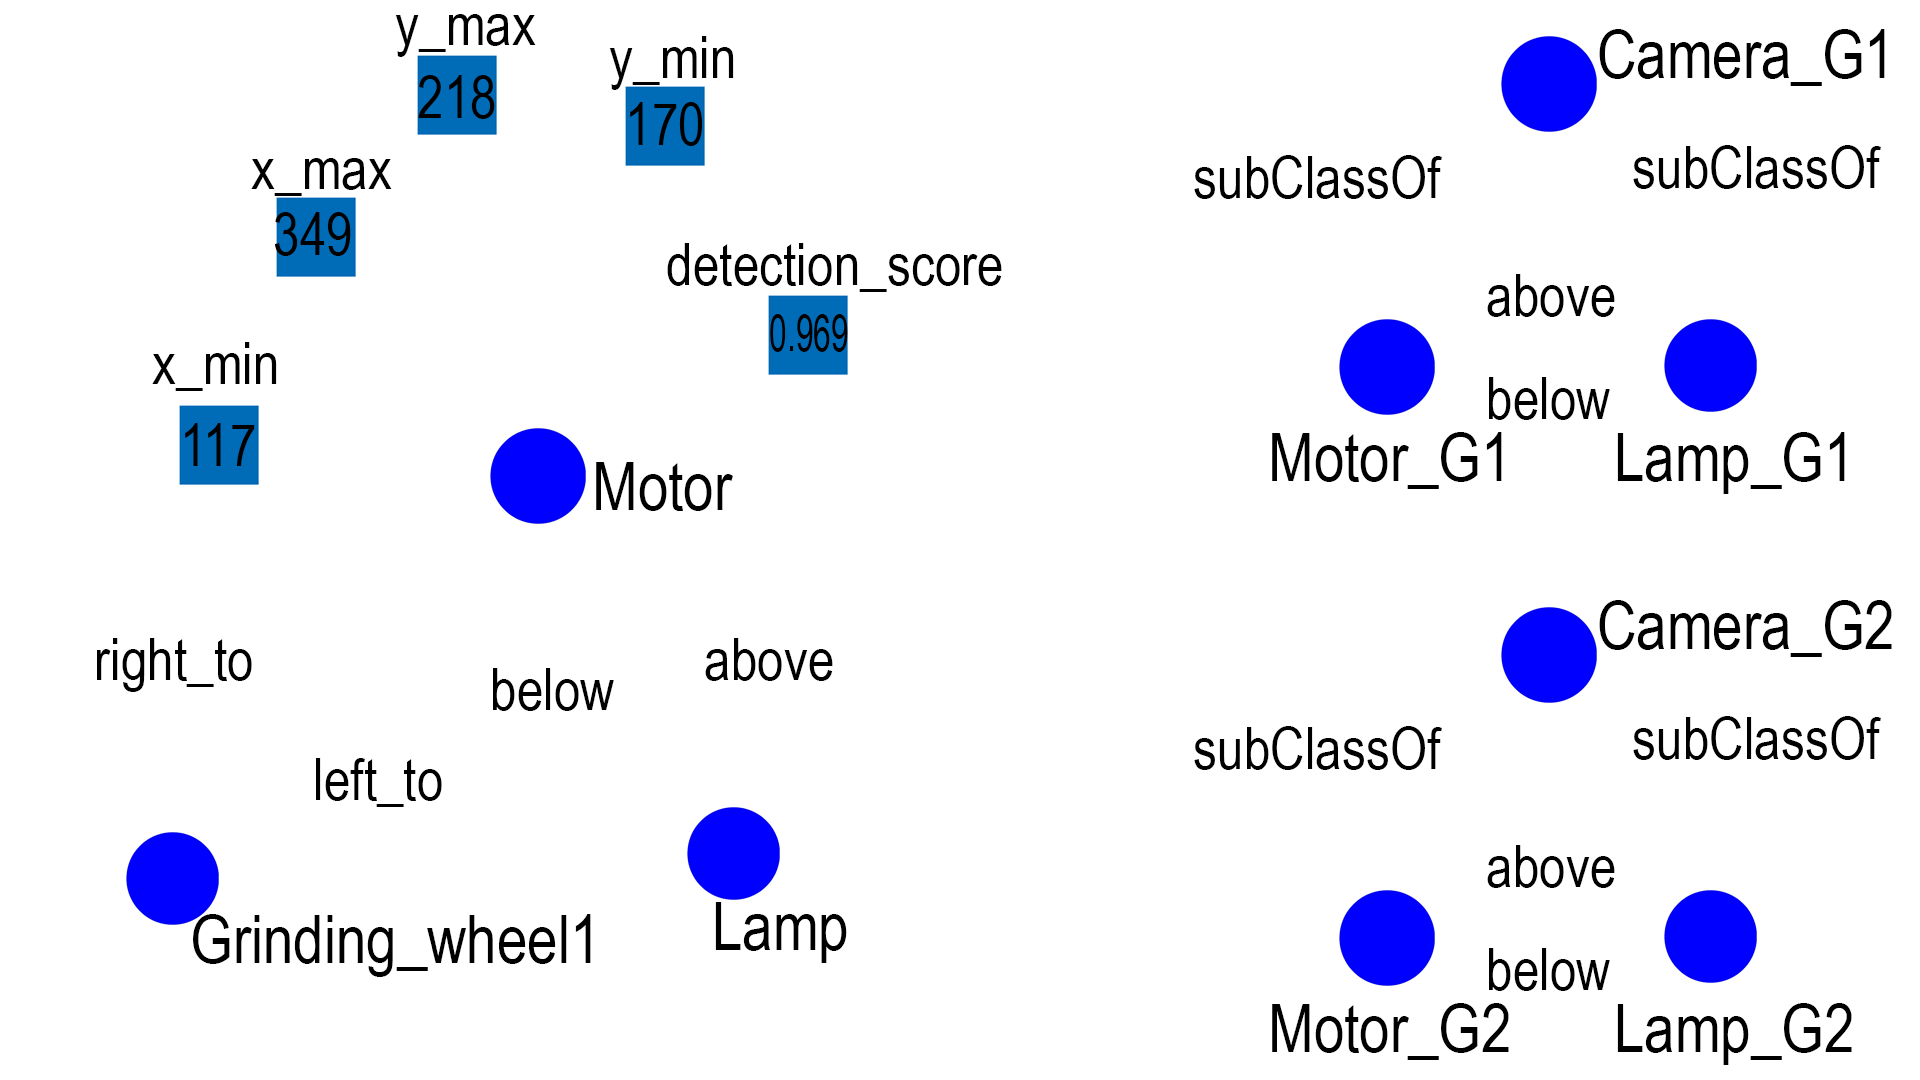 y_max
218
y_min
170
x_max
349
detection_score
0.969
x_min
117
Motor
right_to
below
above
left_to
Grinding_wheel1
Lamp
Camera_G1
subClassOf
subClassOf
above
below
Motor_G1
Lamp_G1
Camera_G2
subClassOf
subClassOf
above
below
Motor_G2
Lamp_G2